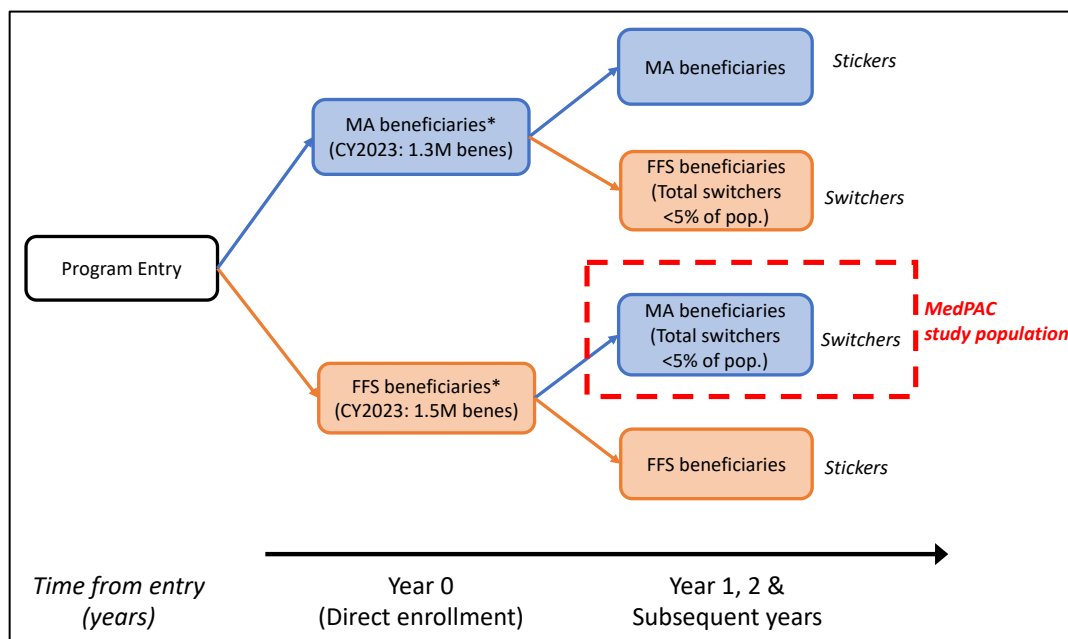 MA beneficiaries
Stickers
MA beneficiaries*
(CY2023: 1.3M benes)
FFS beneficiaries
(Total switchers
<5% of pop.)
Switchers
Program Entry
MA beneficiaries
(Total switchers
<5% of pop.)
Switchers
MedPAC
study population
FFS beneficiaries*
(CY2023: 1.5M benes)
FFS beneficiaries
Stickers
Time from entry
(years)
Year 0
(Direct enrollment)
Year 1, 2 &
Subsequent years